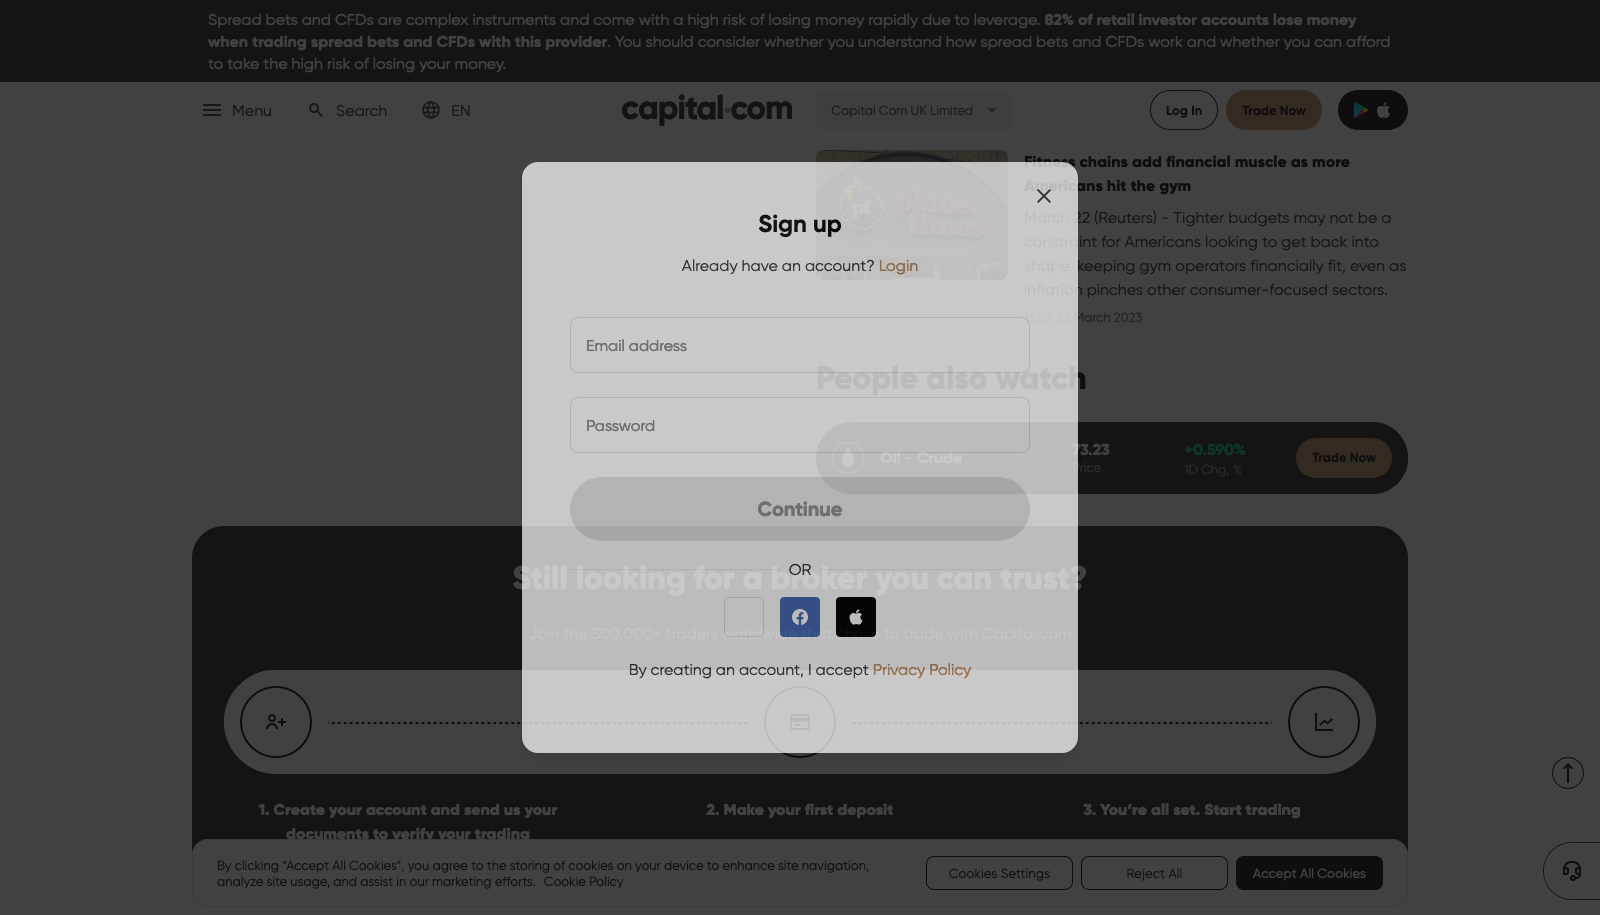 Spread bets and CFDs are complex instruments and come with a high risk of losing money rapidly due to leverage. 82% of retail investor accounts lose money
when trading spread bets and CFDs with this provider. You should consider whether you understand how spread bets and CFDs work and whether you can afford
to take the high risk of losing your money.
Menu
Search
EN
capital.com
Capital Com UK Limited
Log In
Trade Now
Fitness chains add financial muscle as more
Americans hit the gym
March 22 (Reuters) - Tighter budgets may not be a
constraint for Americans looking to get back into
shape, keeping gym operators financially fit, even as
inflation pinches other consumer-focused sectors.
15:07, 22 March 2023
pf
planet
fitness
Sign up
Already have an account? Login
Email address
People also watch
Password
Oil - Crude
73.23
Price
+0.590%
1D Chg, %
Trade Now
Continue
OR
Still looking for a broker you can trust?
Join the 500.000+ traders worldwide that chose to trade with Capital.com
By creating an account, I accept Privacy Policy
1. Create your account and send us your
documents to verify your trading
2. Make your first deposit
3. You're all set. Start trading
By clicking “Accept All Cookies”, you agree to the storing of cookies on your device to enhance site navigation,
analyze site usage, and assist in our marketing efforts. Cookie Policy
Cookies Settings
Reject All
Accept All Cookies